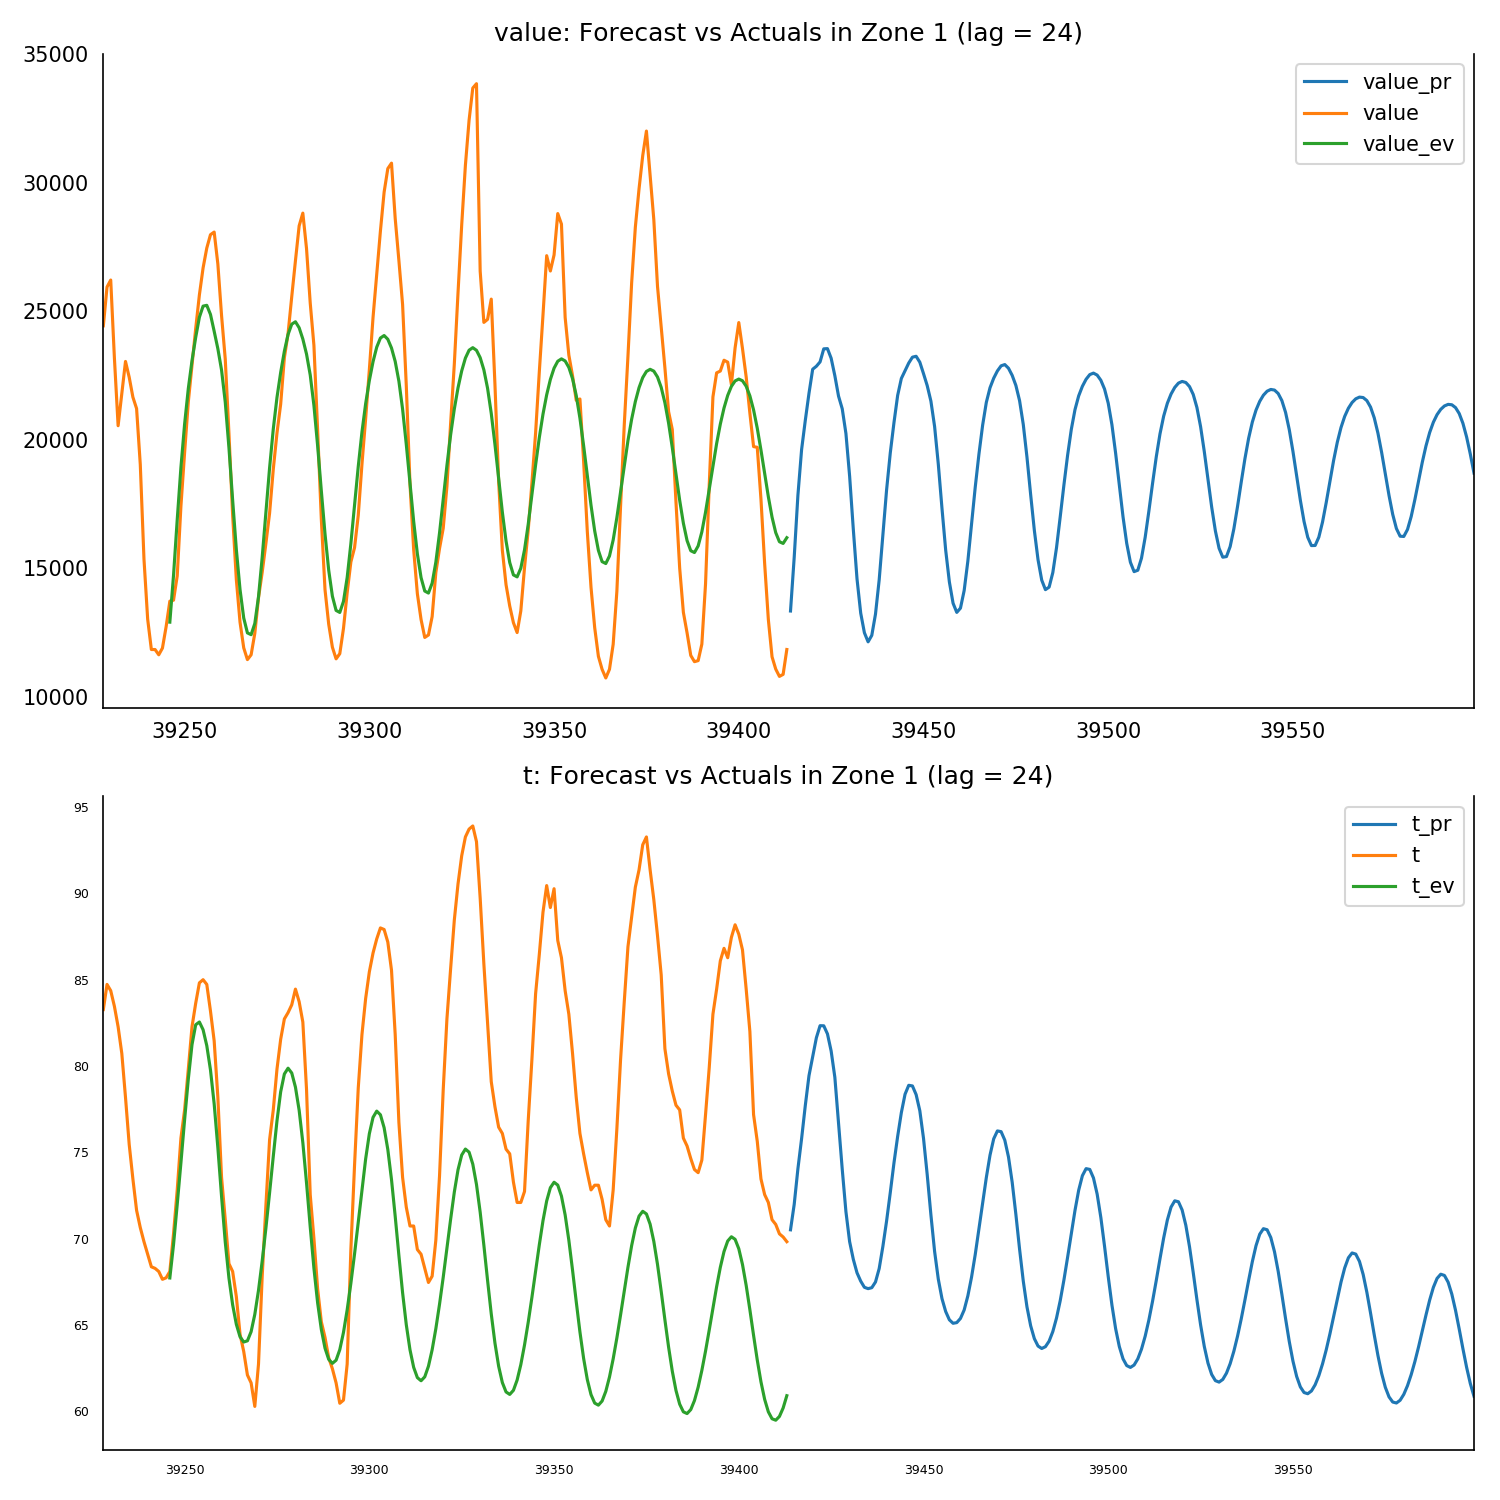 value: Forecast vs Actuals in Zone 1 (lag = 24)
35000
30000
25000
20000
15000
10000
value_pr
value
value_ev
39250 39300 39350 39400 39450 39500 39550
t: Forecast vs Actuals in Zone 1 (lag = 24)
95
90
85
80
75
70
65
60
t_pr
t
t_ev
39250 39300 39350 39400 39450 39500 39550